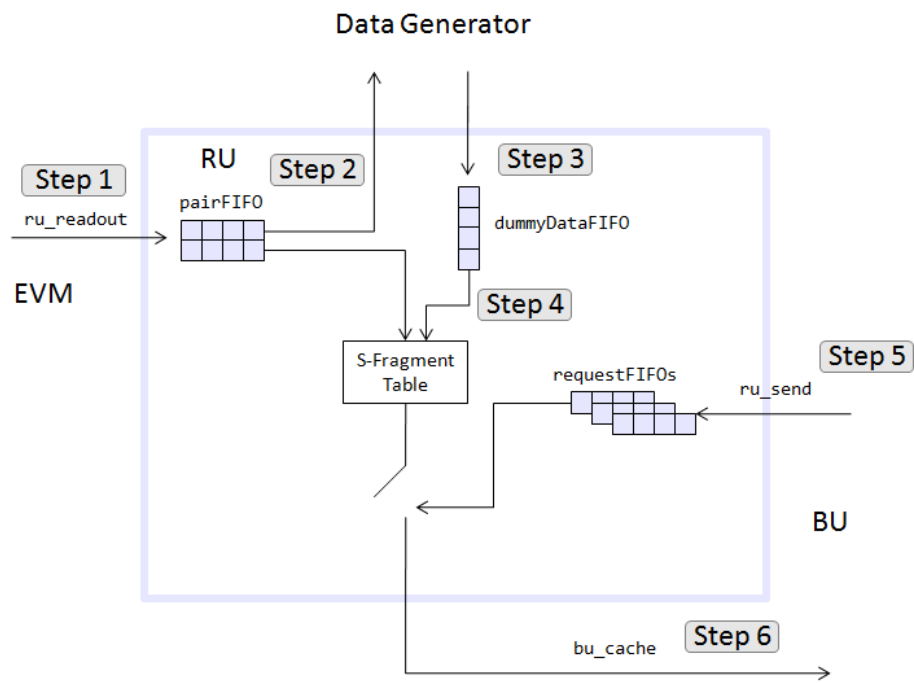 Data Generator
RU
Step 1
Step 2
Step 3
pairFIFO
ru_readout
dummyDataFIFO
EVM
Step 4
S-Fragment
Table
Step 5
requestFIFOs
ru_send
BU
Step 6
bu_cache